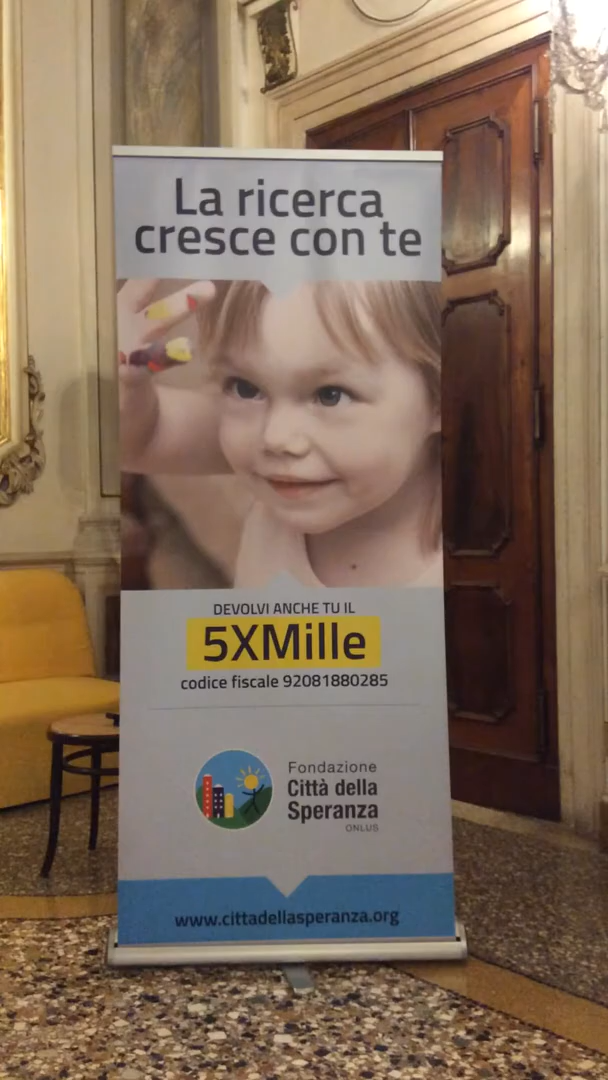 La ricerca
cresce con te
DEVOLVI ANCHE TU IL
5XMille
codice fiscale 92081880285
Fondazione
Città della
Speranza
ONLUS
www.cittadellasperanza.org